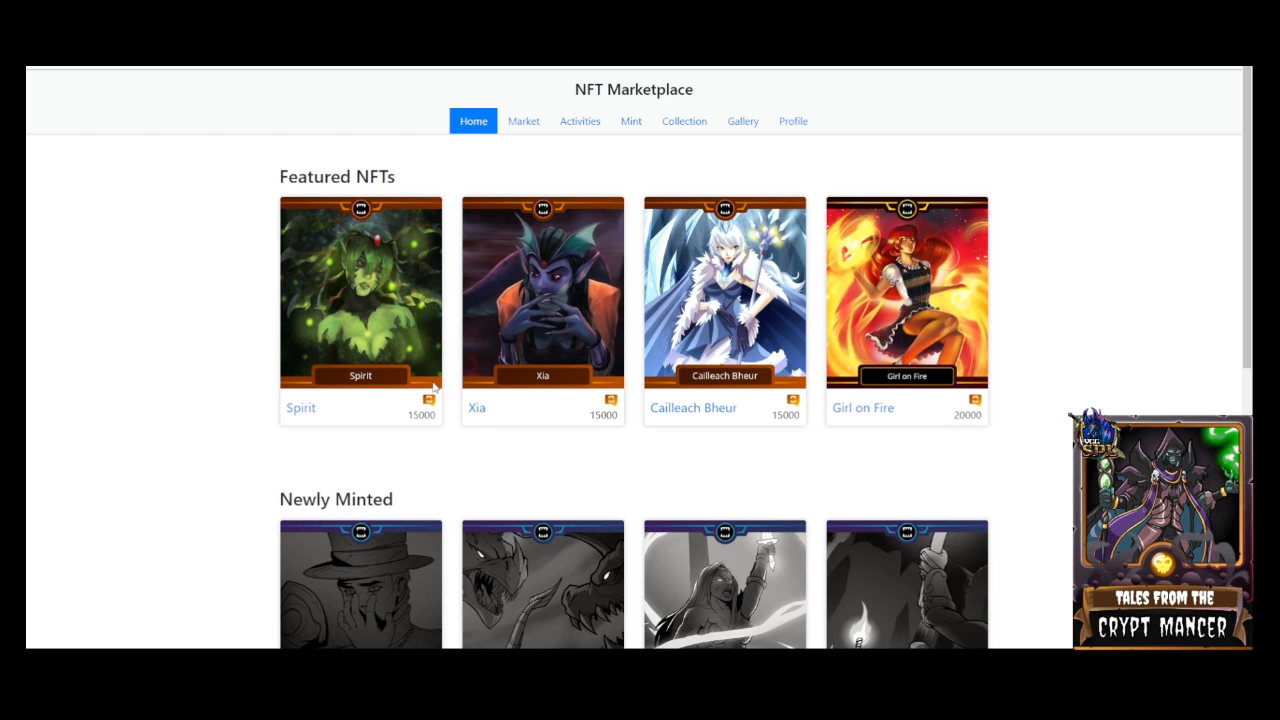 NFT Marketplace
Home Market Activities Mint Collection Gallery Profile
Featured NFTs
Spirit
Xia
Cailleach Bheur
Girl on Fire
Spirit
15000
Xia
15000
Cailleach Bheur
15000
Girl on Fire
20000
Newly Minted
SPL
TALES FROM THE
CRYPT MANCER